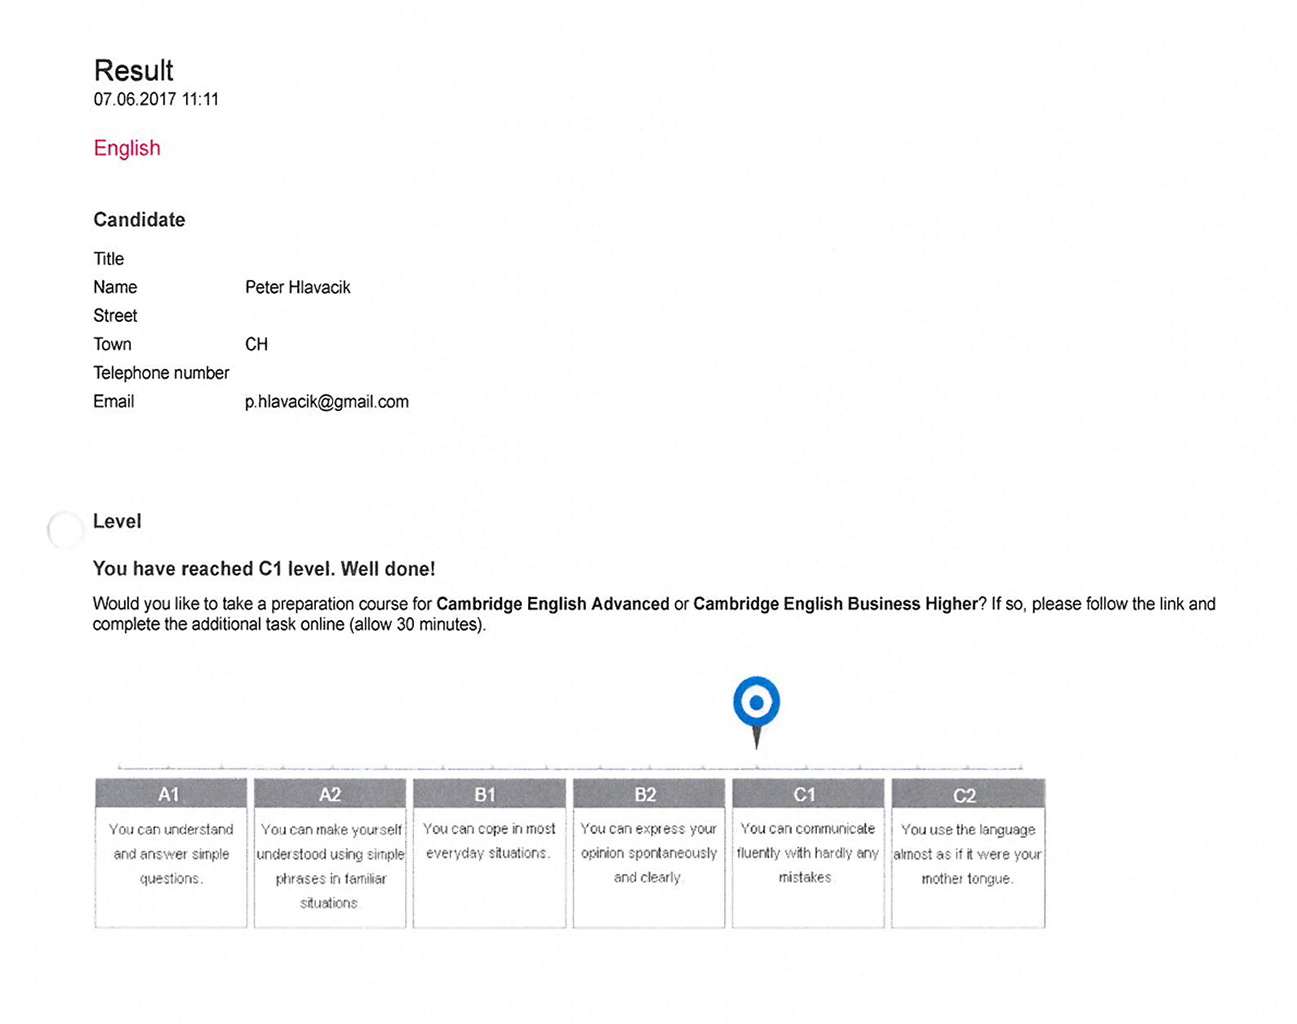 Result
07.06.2017 11:11
English
Candidate
Title
Name Peter Hlavacik
Street
Town CH
Telephone number
Email p.hlavacik@gmail.com
Level
You have reached C1 level. Well done!
Would you like to take a preparation course for Cambridge English Advanced or Cambridge English Business Higher? If so, please follow the link and
complete the additional task online (allow 30 minutes).
A1
You can understand
and answer simple
questions.
A2
You can make yourself
understood using simple
phrases in familiar
situations.
B1
You can cope in most
everyday situations.
B2
You can express your
opinion spontaneously
and clearly.
C1
You can communicate
fluently with hardly any
mistakes.
C2
You use the language
almost as if it were your
mother tongue.